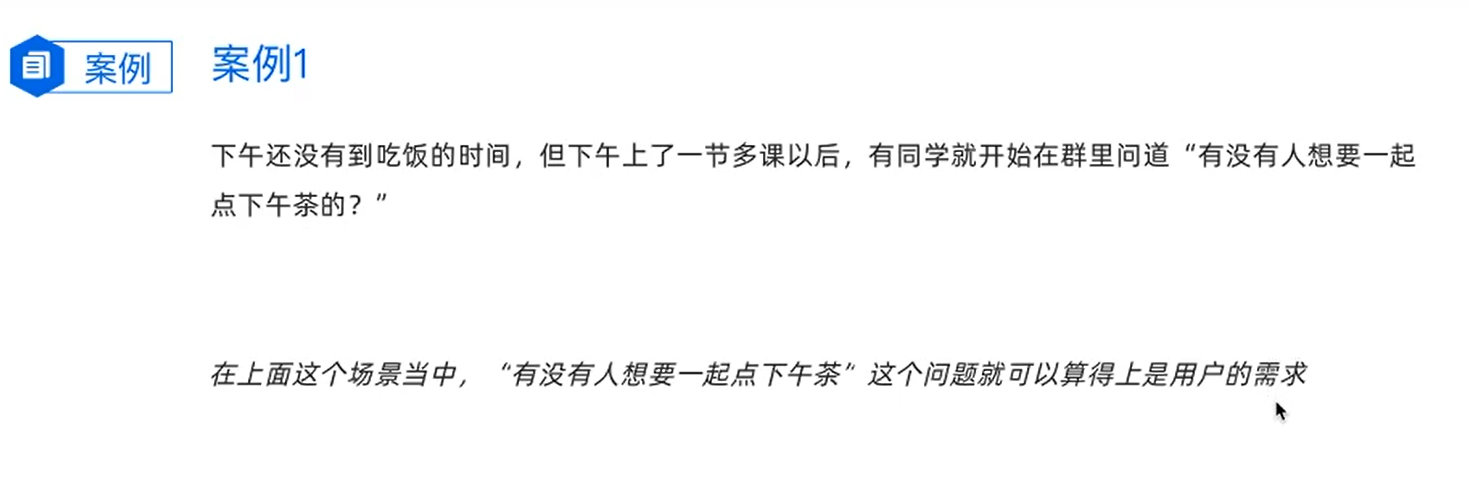 案例
案例1
下午还没有到吃饭的时间，但下午上了一节多课以后，有同学就开始在群里问道“有没有人想要一起
点下午茶的？”
在上面这个场景当中，“有没有人想要一起点下午茶”这个问题就可以算得上是用户的需求